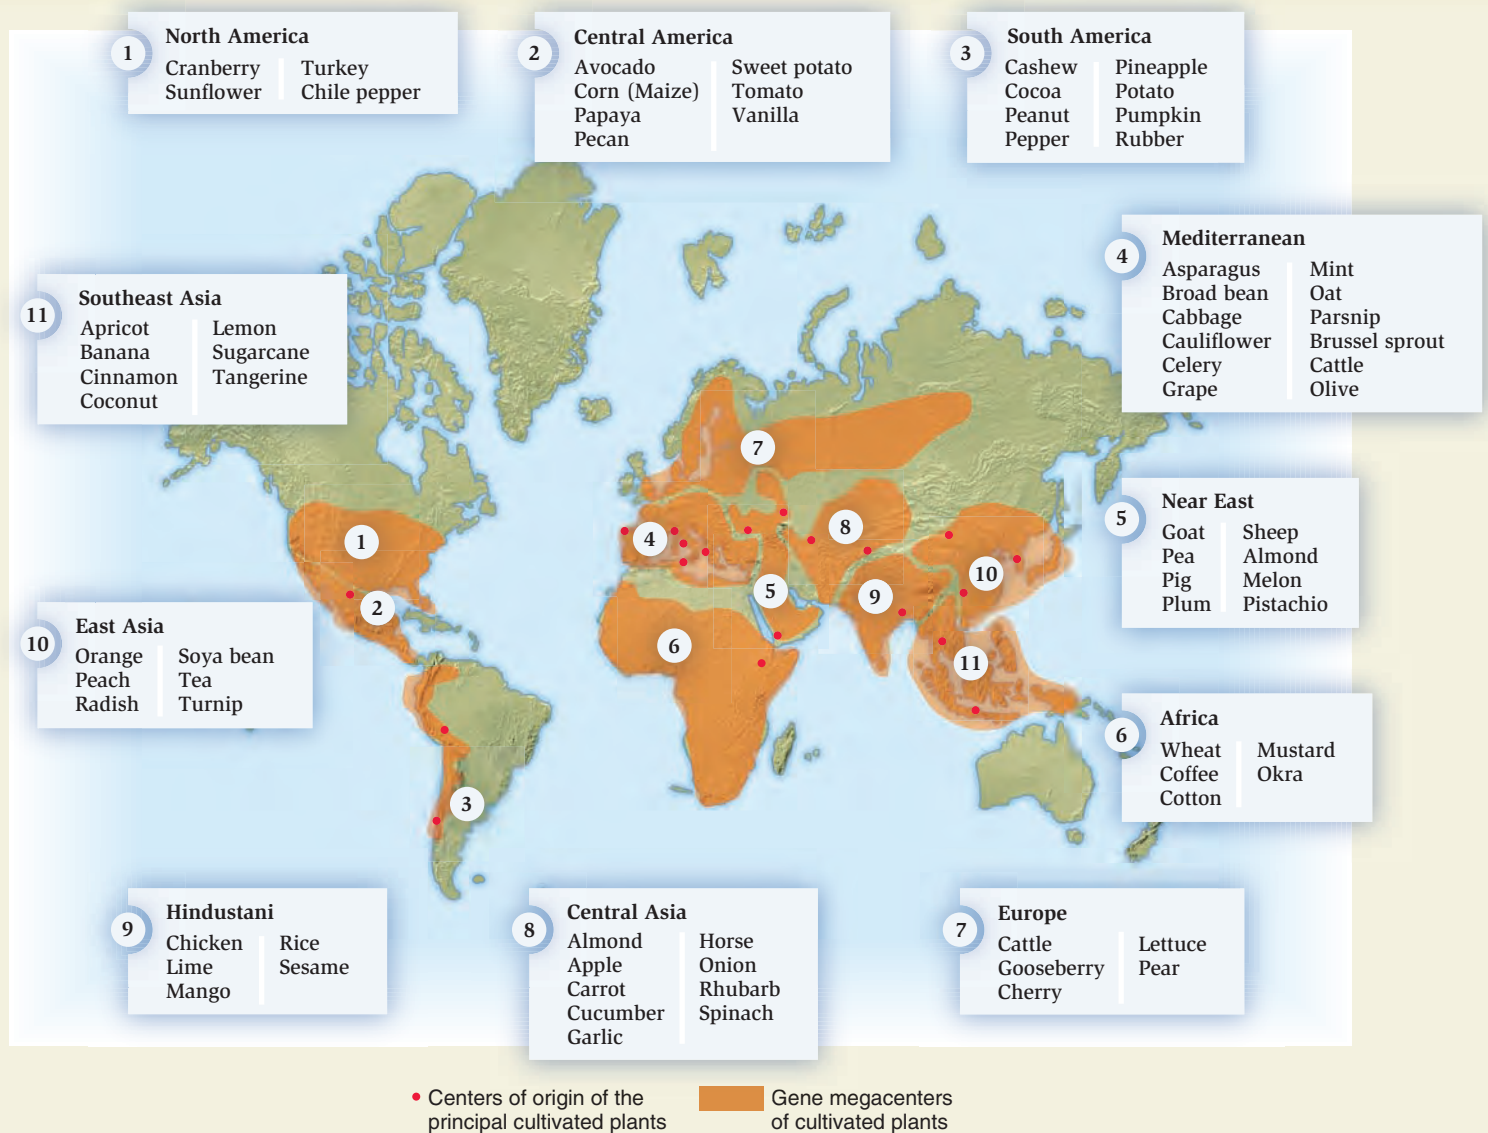 1
North America
Cranberry
Sunflower
Turkey
Chile pepper
2
Central America
Avocado
Corn (Maize)
Papaya
Pecan
Sweet potato
Tomato
Vanilla
3
South America
Cashew
Cocoa
Peanut
Pepper
Pineapple
Potato
Pumpkin
Rubber
4
Mediterranean
Asparagus
Broad bean
Cabbage
Cauliflower
Celery
Grape
Mint
Oat
Parsnip
Brussel sprout
Cattle
Olive
11
Southeast Asia
Apricot
Banana
Cinnamon
Coconut
Lemon
Sugarcane
Tangerine
5
Near East
Goat
Pea
Pig
Plum
Sheep
Almond
Melon
Pistachio
10
East Asia
Orange
Peach
Radish
Soya bean
Tea
Turnip
6
Africa
Wheat
Coffee
Cotton
Mustard
Okra
7
8
4
1
10
5
9
2
6
11
3
9
Hindustani
Chicken
Lime
Mango
Rice
Sesame
8
Central Asia
Almond
Apple
Carrot
Cucumber
Garlic
Horse
Onion
Rhubarb
Spinach
7
Europe
Cattle
Gooseberry
Cherry
Lettuce
Pear
Centers of origin of the
principal cultivated plants
Gene megacenters
of cultivated plants